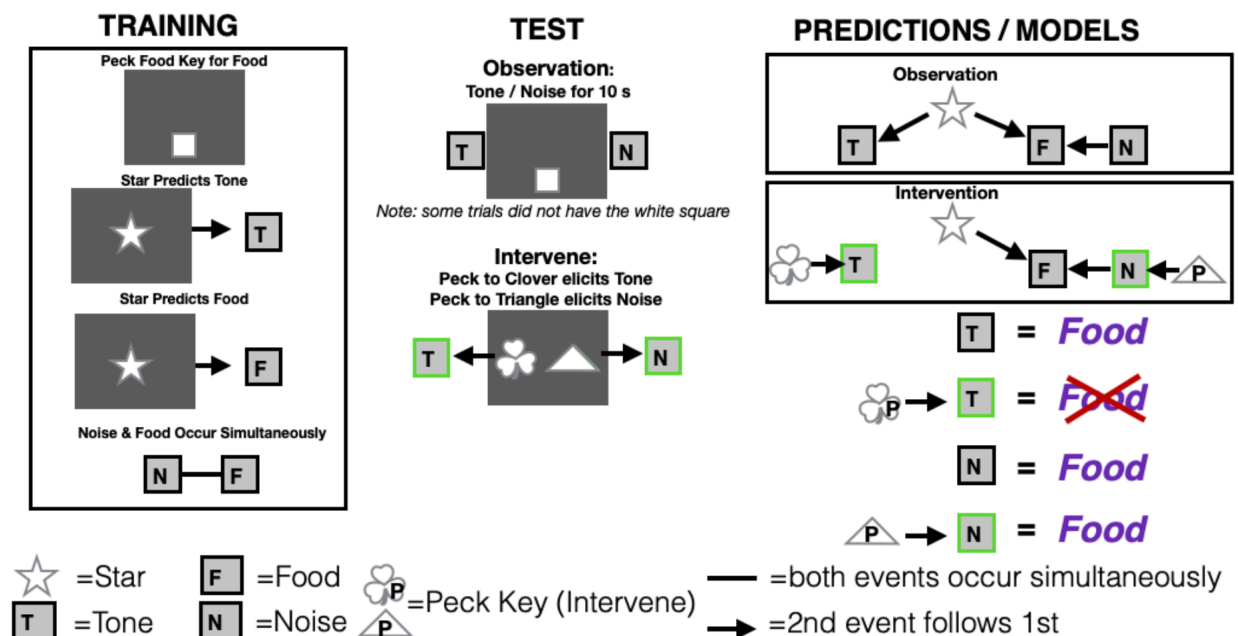 TRAINING
Peck Food Key for Food
Star Predicts Tone
T
Star Predicts Food
F
Noise & Food Occur Simultaneously
N F
TEST
Observation:
Tone / Noise for 10 s
T N
Note: some trials did not have the white square
Intervene:
Peck to Clover elicits Tone
Peck to Triangle elicits Noise
T N
PREDICTIONS / MODELS
Observation
T F N
Intervention
T F N P
T = Food
P T = Food
N = Food
P N = Food
=Star F =Food P =Peck Key (Intervene) =both events occur simultaneously
T =Tone N =Noise P =2nd event follows 1st